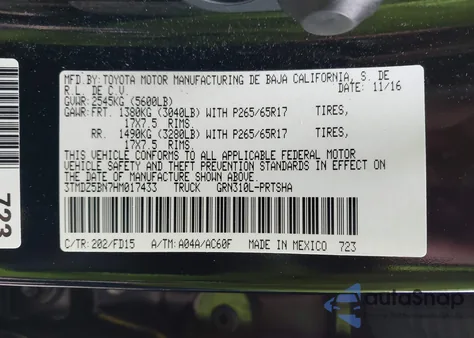 MFD.BY:TOYOTA MOTOR MANUFACTURING DE BAJA CALIFORNIA, S. DE
R.L. DE C.V. DATE: 11/16
GVWR:2545KG (5600LB)
GAWR:FRT. 1380KG (3040LB) WITH P265/65R17 TIRES,
17X7.5 RIMS.
RR. 1490KG (3280LB) WITH P265/65R17 TIRES,
17X7.5 RIMS.
THIS VEHICLE CONFORMS TO ALL APPLICABLE FEDERAL MOTOR
VEHICLE SAFETY AND THEFT PREVENTION STANDARDS IN EFFECT ON
THE DATE OF MANUFACTURE SHOWN ABOVE.
3TMDZ5BN7HM017433 TRUCK GRN310L-PRTSHA
C/TR:202/FD15 A/TM:A04A/AC60F MADE IN MEXICO 723
723
autoSnap